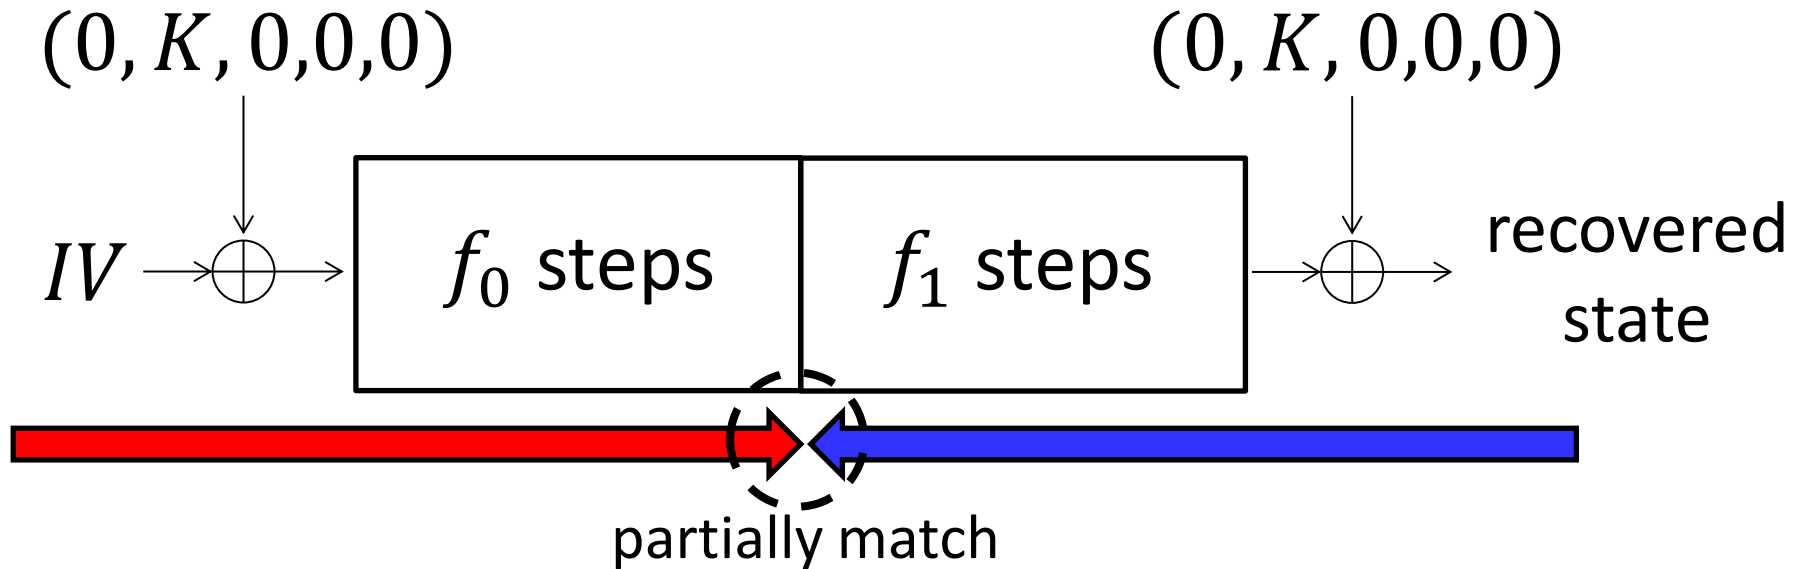 (0, K, 0,0,0)
(0, K, 0,0,0)
IV
f₀ steps
f₁ steps
recovered
state
partially match